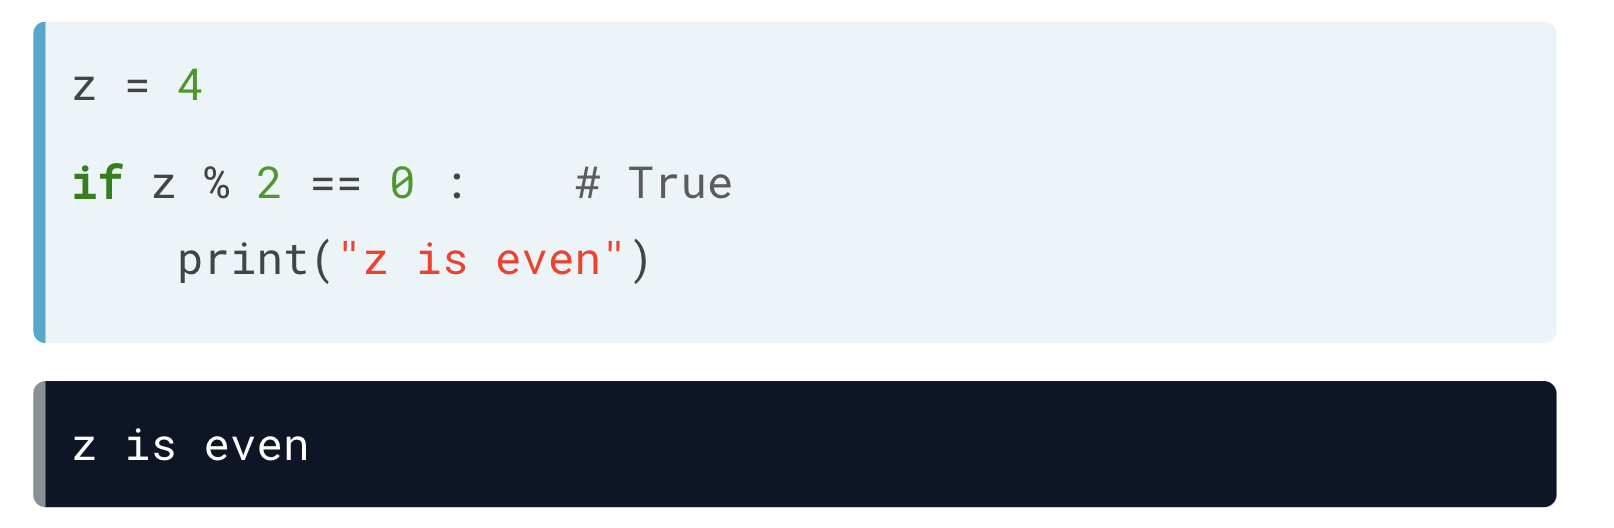 z = 4
if z % 2 == 0 :    # True
    print("z is even")
z is even